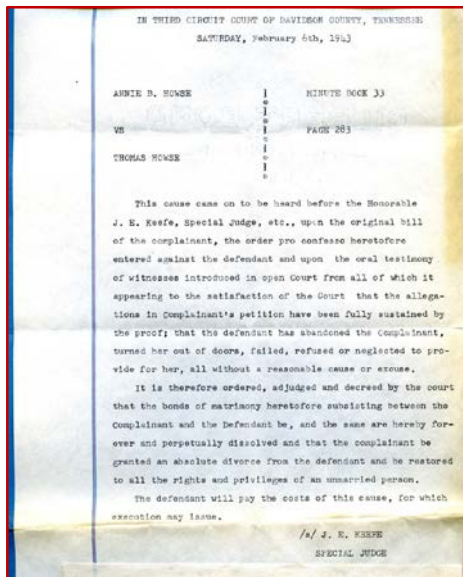 IN THIRD CIRCUIT COURT OF DAVIDSON COUNTY, TENNESSEE
SATURDAY, February 6th, 1943
ANNIE B. HOWSE
MINUTE BOOK 33
VS
PAGE 283
THOMAS HOWSE
This cause came on to be heard before the Honorable
J. E. Keefe, Special Judge, etc., upon the original bill
of the complainant, the order pro confesso heretofore
entered against the defendant and upon the oral testimony
of witnesses introduced in open Court from all of which it
appearing to the satisfaction of the Court that the allega-
tions in Complainant's petition have been fully sustained by
the proof; that the defendant has abandoned the Complainant,
turned her out of doors, failed, refused or neglected to pro-
vide for her, all without a reasonable cause or excuse.
It is therefore ordered, adjudged and decreed by the court
that the bonds of matrimony heretofore subsisting between the
Complainant and the Defendant be, and the same are hereby for-
ever and perpetually dissolved and that the complainant be
granted an absolute divorce from the defendant and be restored
to all the rights and privileges of an unmarried person.
The defendant will pay the costs of this cause, for which
execution may issue.
/s/ J. E. KEEFE
SPECIAL JUDGE